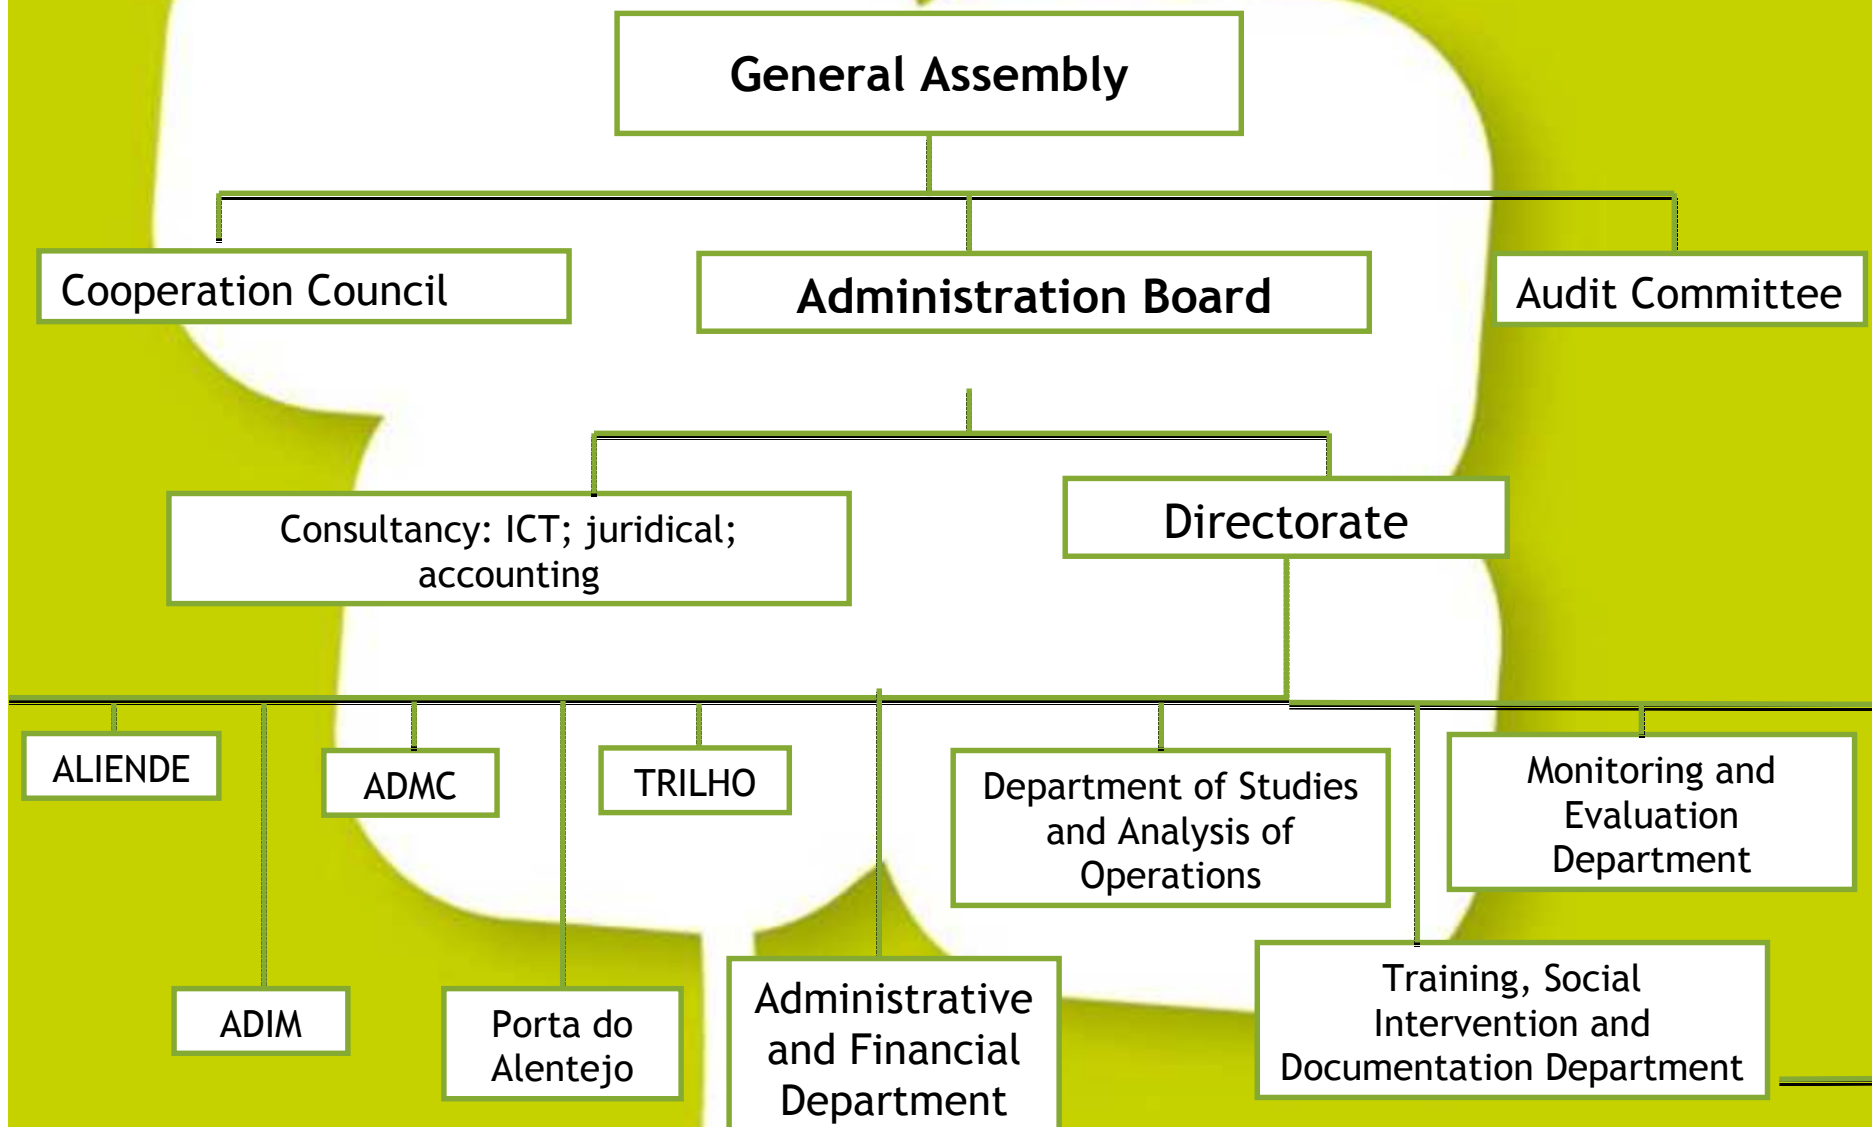 General Assembly
Cooperation Council
Administration Board
Audit Committee
Consultancy: ICT; juridical;
accounting
Directorate
ALIENDE
ADMC
TRILHO
Department of Studies
and Analysis of
Operations
Monitoring and
Evaluation
Department
ADIM
Porta do
Alentejo
Administrative
and Financial
Department
Training, Social
Intervention and
Documentation Department